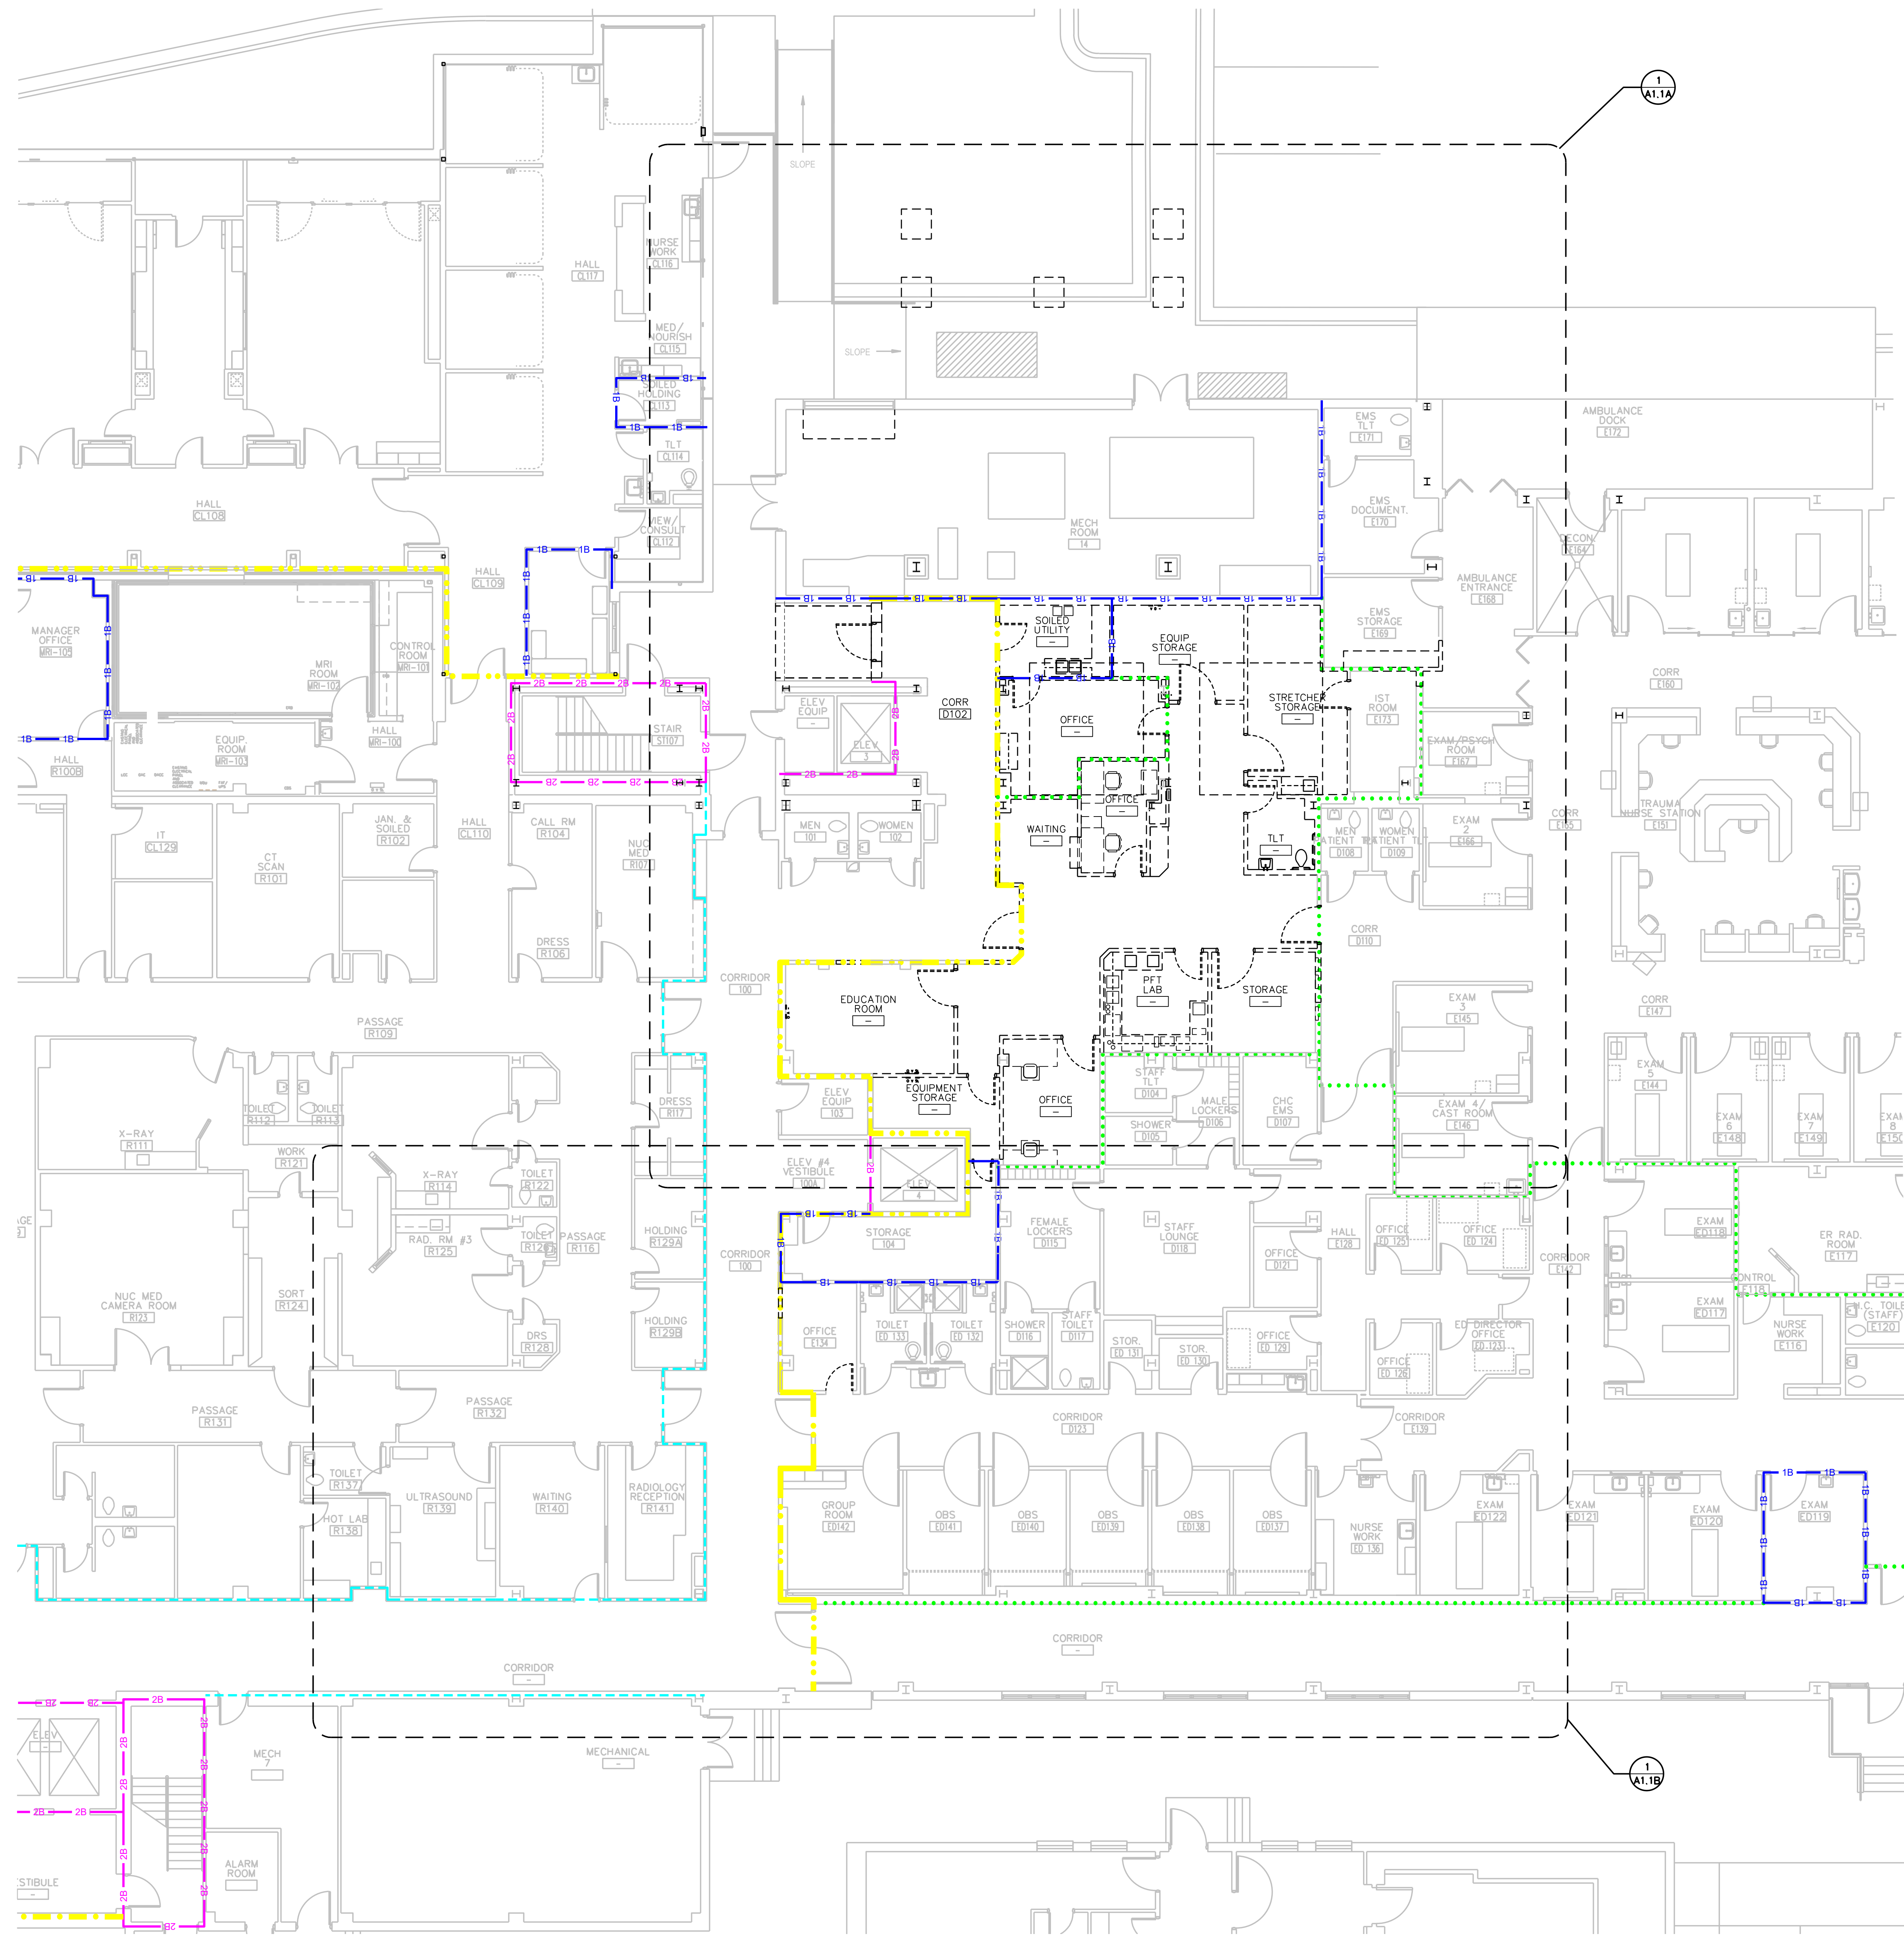 1
A1.1A
SLOPE
NURSE
WORK
CL116
HALL
CL117
MED/
NOURISH
CL115
SLOPE
SOILED
HOLDING
CL113
TLT
CL114
VIEW/
CONSULT
CL112
HALL
CL108
HALL
CL109
MECH
ROOM
14
EMS
TLT
E171
EMS
DOCUMENT.
E170
EMS
STORAGE
E169
AMBULANCE
DOCK
E172
DECON
E164
AMBULANCE
ENTRANCE
E168
MANAGER
OFFICE
MRI-105
MRI
ROOM
MRI-102
CONTROL
ROOM
MRI-101
HALL
MRI-100
EQUIP.
ROOM
MRI-103
HALL
R100B
STAIR
ST107
ELEV
EQUIP
-
ELEV
3
CORR
D102
SOILED
UTILITY
-
EQUIP
STORAGE
-
STRETCHER
STORAGE
-
OFFICE
-
OFFICE
-
WAITING
-
TLT
-
IST
ROOM
E173
EXAM/PSYCH
ROOM
E167
CORR
E160
CORR
E155
TRAUMA
NURSE STATION
E151
EXAM
2
E166
MEN
PATIENT TLT
D108
WOMEN
PATIENT TLT
D109
CORR
D110
IT
CL129
CT
SCAN
R101
JAN. &
SOILED
R102
HALL
CL110
CALL RM
R104
NUC
MED
R107
MEN
101
WOMEN
102
DRESS
R106
CORRIDOR
100
PASSAGE
R109
EDUCATION
ROOM
-
PFT
LAB
-
STORAGE
-
EXAM
3
E145
CORR
E147
EXAM
5
E144
EXAM
6
E148
EXAM
7
E149
EXAM
8
EXAM 4/
CAST ROOM
E146
ELEV
EQUIP
103
EQUIPMENT
STORAGE
-
OFFICE
-
STAFF
TLT
D104
SHOWER
D105
MALE
LOCKERS
D106
CHC
EMS
D107
TOILET
R112
TOILET
R113
X-RAY
R111
WORK
R121
X-RAY
R114
TOILET
R122
DRESS
R117
ELEV #4
VESTIBULE
100A
ELEV
4
RAD. RM #3
R125
TOILET
R126
PASSAGE
R116
HOLDING
R129A
CORRIDOR
100
STORAGE
104
FEMALE
LOCKERS
D115
STAFF
LOUNGE
D118
OFFICE
D121
HALL
E128
OFFICE
ED 125
OFFICE
ED 124
CORRIDOR
E142
EXAM
ED118
ER RAD.
ROOM
E117
CONTROL
E118
NUC MED
CAMERA ROOM
R123
SORT
R124
DRS
R128
HOLDING
R129B
OFFICE
E134
TOILET
ED 133
TOILET
ED 132
SHOWER
D116
STAFF
TOILET
D117
STOR.
ED 131
STOR.
ED 130
OFFICE
ED 129
ED DIRECTOR
OFFICE
ED 123
OFFICE
ED 126
EXAM
ED117
NURSE
WORK
E116
H.C. TOILET
(STAFF)
E120
PASSAGE
R131
PASSAGE
R132
CORRIDOR
D123
CORRIDOR
E139
TOILET
R137
HOT LAB
R138
ULTRASOUND
R139
WAITING
R140
RADIOLOGY
RECEPTION
R141
GROUP
ROOM
ED142
OBS
ED141
OBS
ED140
OBS
ED139
OBS
ED138
OBS
ED137
NURSE
WORK
ED 136
EXAM
ED122
EXAM
ED121
EXAM
ED120
EXAM
ED119
CORRIDOR
-
CORRIDOR
-
ELEV
-
MECH
7
MECHANICAL
-
ALARM
ROOM
1
A1.1B